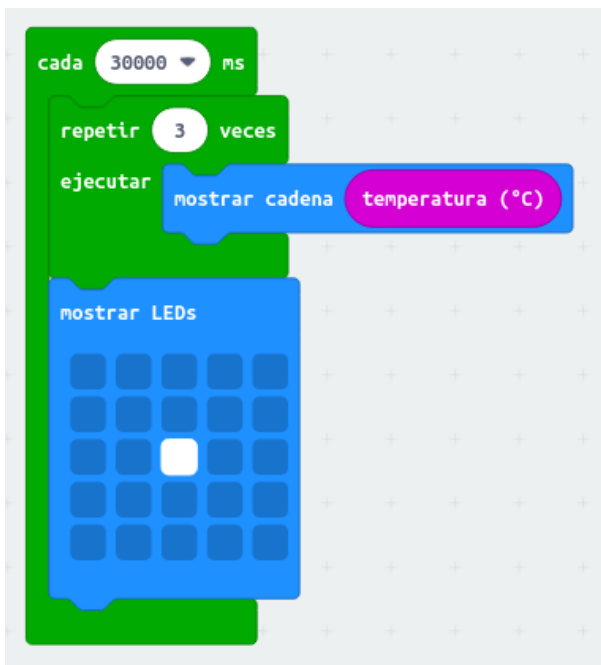 cada 30000 ms
repetir 3 veces
ejecutar
mostrar cadena temperatura (°C)
mostrar LEDs